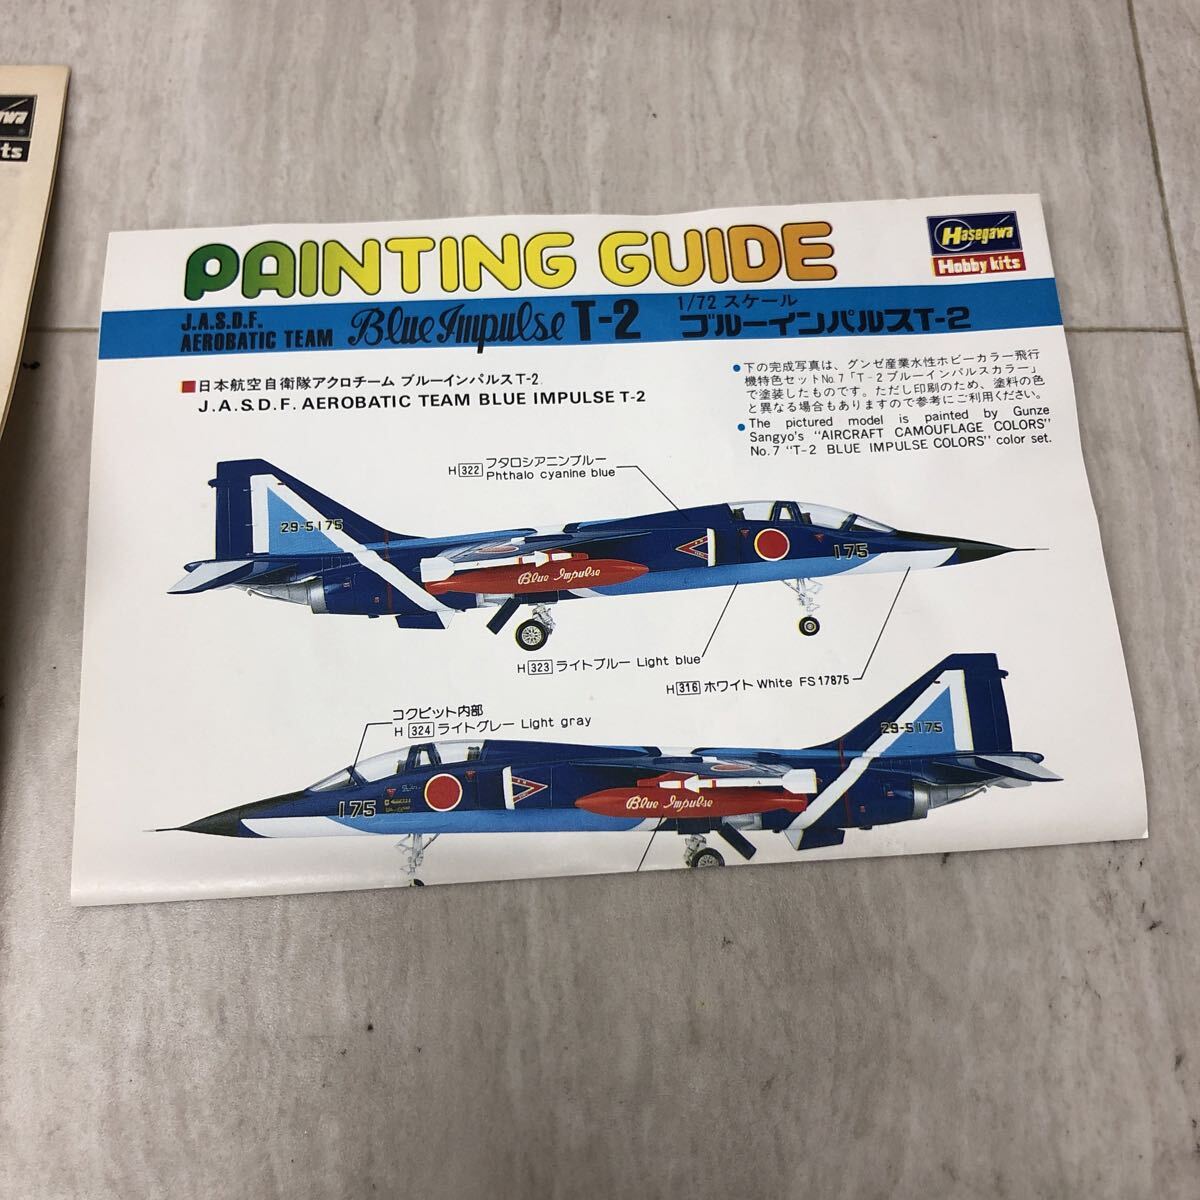 awa
ts
PAINTING GUIDE
Hasegawa
Hobby kits
J.A.S.D.F.
AEROBATIC TEAM
Blue Impulse T-2
1/72 スケール
ブルーインパルスT-2
■日本航空自衛隊アクロチーム ブルーインパルスT-2
J.A.S.D.F. AEROBATIC TEAM BLUE IMPULSE T-2
●下の完成写真は、グンゼ産業水性ホビーカラー飛行
機特色セットNo.7「T-2ブルーインパルスカラー」
で塗装したものです。ただし印刷のため、塗料の色
と異なる場合もありますので参考にご利用ください。
●The pictured model is painted by Gunze
Sangyo's "AIRCRAFT CAMOUFLAGE COLORS"
No.7 "T-2 BLUE IMPULSE COLORS" color set.
H 322 フタロシアニンブルー
Phthalo cyanine blue
29-5175
175
Blue Impulse
H 323 ライトブルー Light blue
H 316 ホワイト White FS17875
コクピット内部
H 324 ライトグレー Light gray
29-5175
175
Blue Impulse